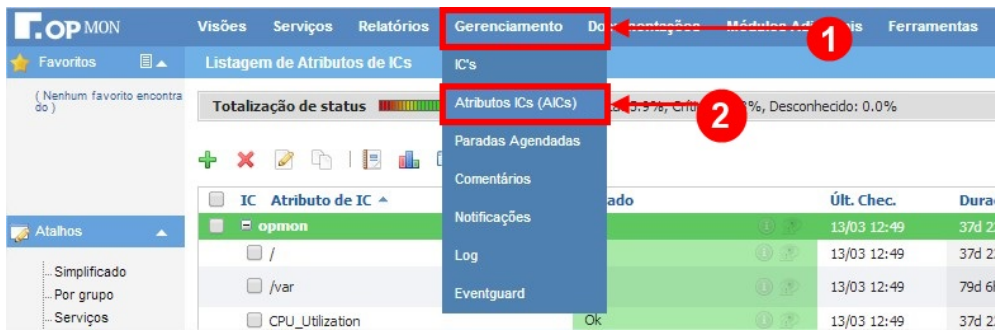 OPMON
Visões Serviços Relatórios Gerenciamento Ferramentas
1
Favoritos
Listagem de Atributos de ICs
IC's
( Nenhum favorito encontra
do )
Totalização de status
Atributos ICs (AICs)
2
%, Desconhecido: 0.0%
Paradas Agendadas
Comentários
Notificações
Log
Eventguard
IC Atributo de IC Últ. Chec.
Atalhos
opmon 13/03 12:49 37d
/ 13/03 12:49 37d
Simplificado
/var 13/03 12:49 79d
Por grupo
Serviços
CPU_Utilization Ok 13/03 12:49 37d